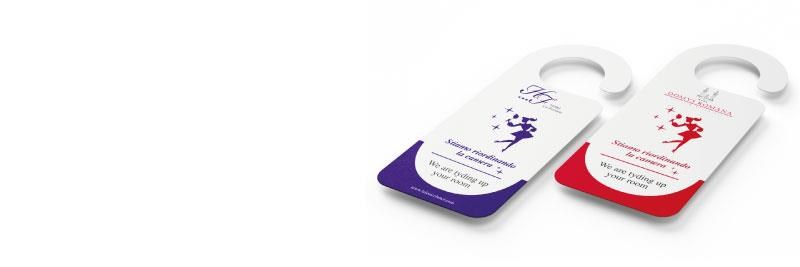 Stiamo riordinando
la camera
We are tyding up
your room
DOMVS ROMANA
Stiamo riordinando
la camera
We are tyding up
your room